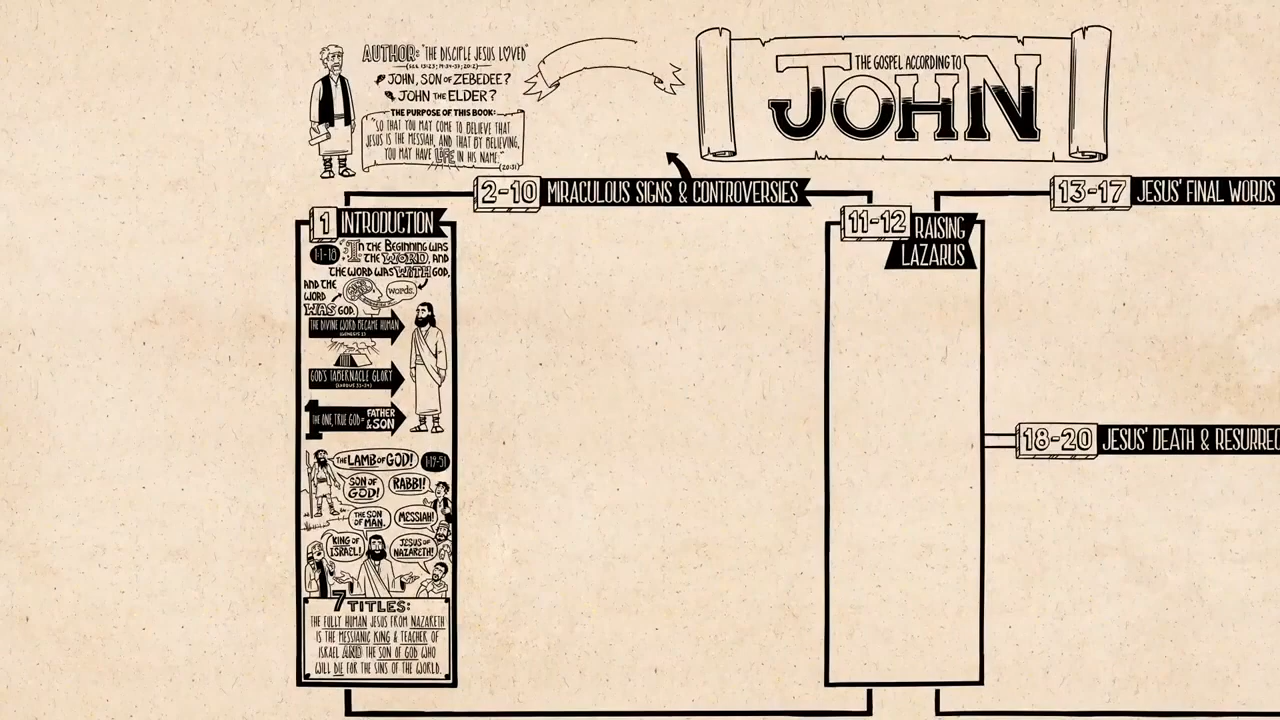 AUTHOR: "THE DISCIPLE JESUS LOVED"
JOHN, SON OF ZEBEDEE?
JOHN THE ELDER?
THE PURPOSE OF THIS BOOK:
"SO THAT YOU MAY COME TO BELIEVE THAT
JESUS IS THE MESSIAH, AND THAT BY BELIEVING,
YOU MAY HAVE LIFE IN HIS NAME."
(20:31)
THE GOSPEL ACCORDING TO
JOHN
2-10 MIRACULOUS SIGNS & CONTROVERSIES
13-17 JESUS' FINAL WORDS
1 INTRODUCTION
1:1-18 "IN THE BEGINNING WAS
THE WORD, AND
THE WORD WAS WITH GOD,
AND THE
WORD
WAS GOD.
words.
THE DIVINE WORD BECAME HUMAN
(GENESIS 1)
GOD'S TABERNACLE GLORY
1 THE ONE, TRUE GOD = FATHER
& SON
THE LAMB OF GOD! 1:19-51
SON OF
GOD!
RABBI!
THE SON
OF MAN.
MESSIAH!
KING OF
ISRAEL!
JESUS OF
NAZARETH!
7 TITLES:
THE FULLY HUMAN JESUS FROM NAZARETH
IS THE MESSIANIC KING & TEACHER OF
ISRAEL AND THE SON OF GOD WHO
WILL DIE FOR THE SINS OF THE WORLD.
11-12 RAISING
LAZARUS
18-20 JESUS' DEATH & RESURREC